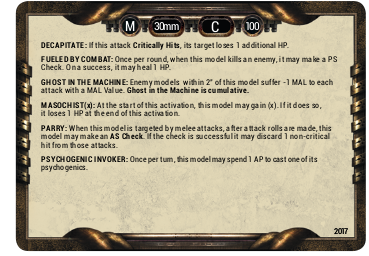 M 30mm C 100
DECAPITATE: If this attack Critically Hits, its target loses 1 additional HP.
FUELED BY COMBAT: Once per round, when this model kills an enemy, it may make a PS
Check. On a success, it may heal 1 HP.
GHOST IN THE MACHINE: Enemy models within 2" of this model suffer -1 MAL to each
attack with a MAL Value. Ghost in the Machine is cumulative.
MASOCHIST(x): At the start of this activation, this model may gain (x). If it does so,
it loses 1 HP at the end of this activation.
PARRY: When this model is targeted by melee attacks, after attack rolls are made, this
model may make an AS Check. If the check is successful it may discard 1 non-critical
hit from those attacks.
PSYCHOGENIC INVOKER: Once per turn, this model may spend 1 AP to cast one of its
psychogenics.
2017